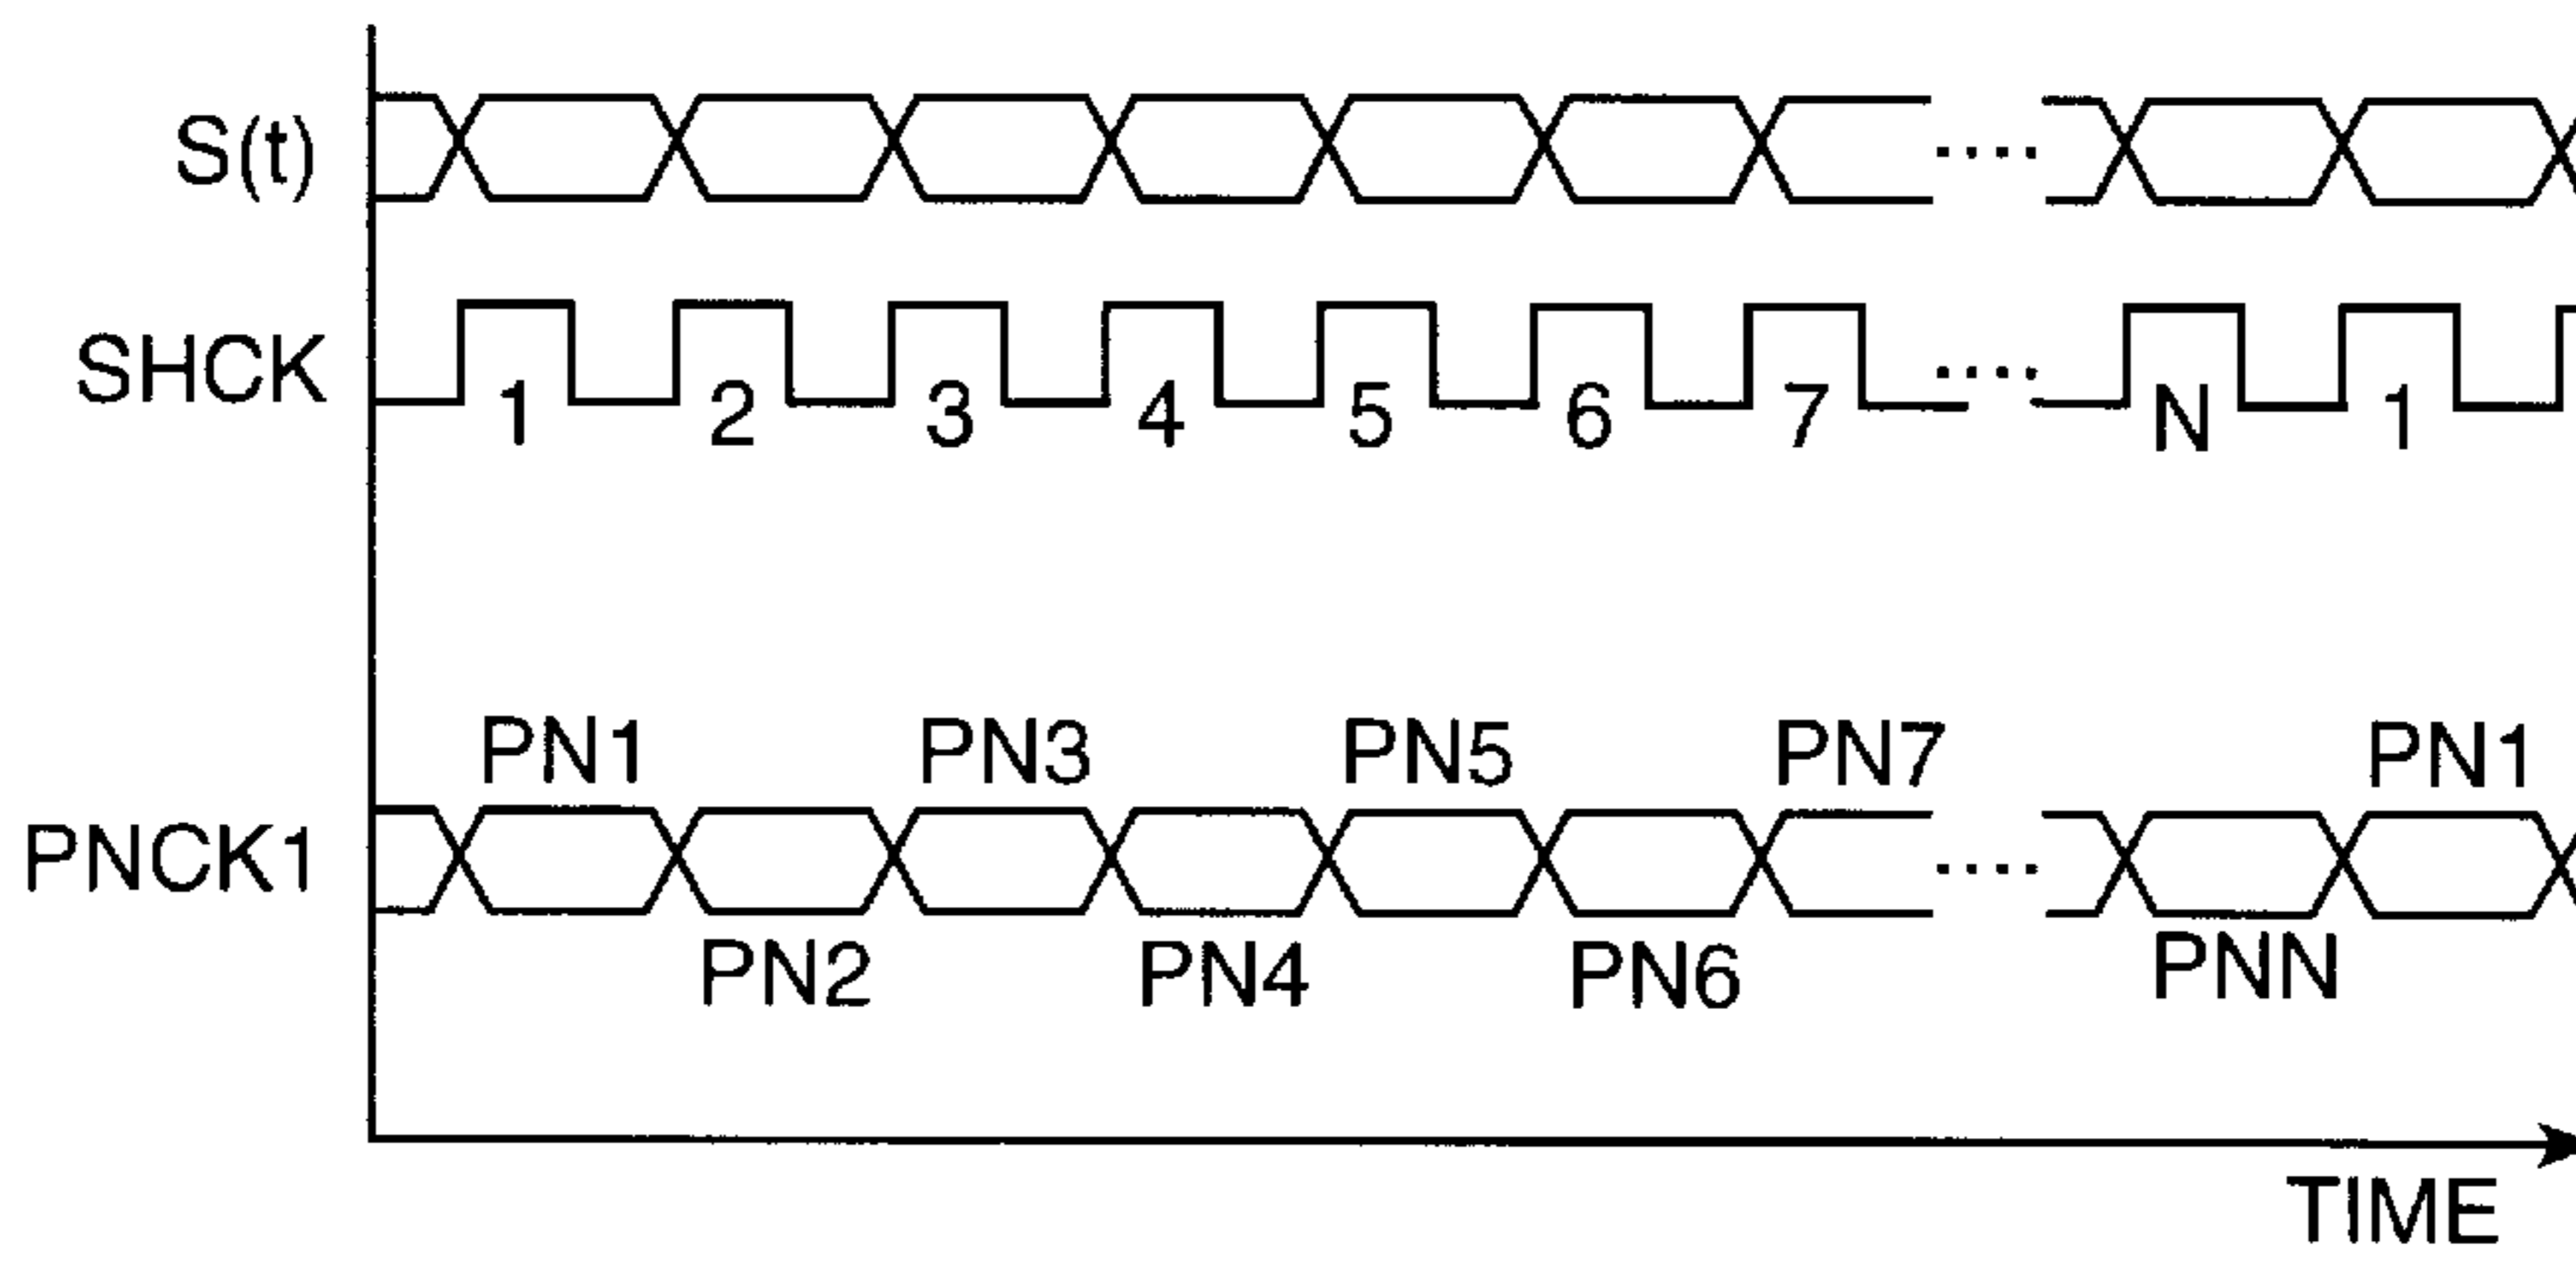 S(t)
....
SHCK
1 2 3 4 5 6 7 .... N 1
PN1 PN3 PN5 PN7 PN1
PNCK1
....
PN2 PN4 PN6 PNN
TIME